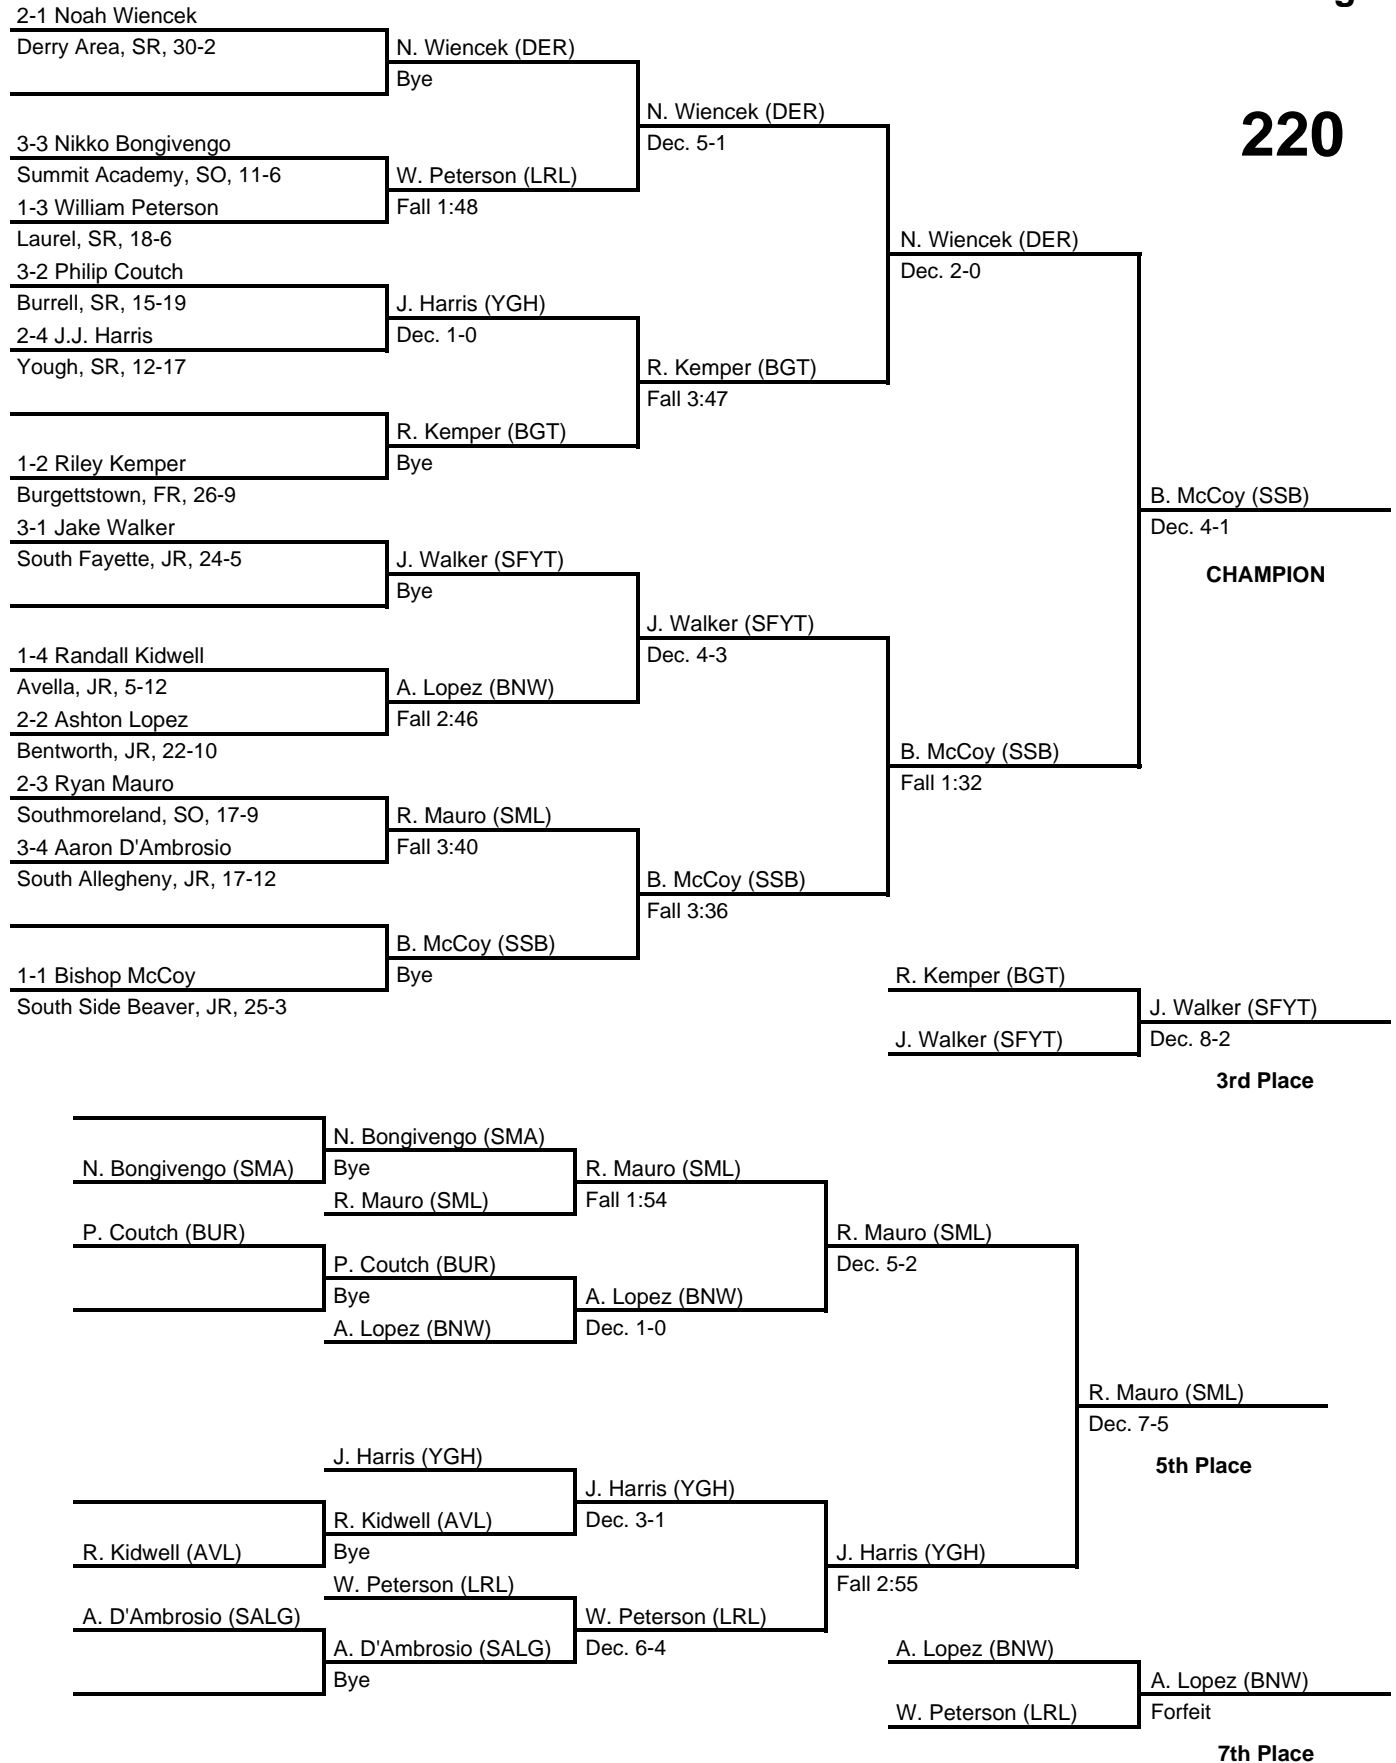 g
220
2-1 Noah Wiencek
Derry Area, SR, 30-2
N. Wiencek (DER)
Bye
N. Wiencek (DER)
Dec. 5-1
3-3 Nikko Bongivengo
Summit Academy, SO, 11-6
W. Peterson (LRL)
1-3 William Peterson
Fall 1:48
Laurel, SR, 18-6
N. Wiencek (DER)
Dec. 2-0
3-2 Philip Coutch
Burrell, SR, 15-19
J. Harris (YGH)
2-4 J.J. Harris
Dec. 1-0
Yough, SR, 12-17
R. Kemper (BGT)
Fall 3:47
R. Kemper (BGT)
1-2 Riley Kemper
Bye
Burgettstown, FR, 26-9
B. McCoy (SSB)
Dec. 4-1
CHAMPION
3-1 Jake Walker
South Fayette, JR, 24-5
J. Walker (SFYT)
Bye
J. Walker (SFYT)
Dec. 4-3
1-4 Randall Kidwell
Avella, JR, 5-12
A. Lopez (BNW)
2-2 Ashton Lopez
Fall 2:46
Bentworth, JR, 22-10
B. McCoy (SSB)
Fall 1:32
2-3 Ryan Mauro
Southmoreland, SO, 17-9
R. Mauro (SML)
3-4 Aaron D'Ambrosio
Fall 3:40
South Allegheny, JR, 17-12
B. McCoy (SSB)
Fall 3:36
B. McCoy (SSB)
1-1 Bishop McCoy
Bye
South Side Beaver, JR, 25-3
R. Kemper (BGT)
J. Walker (SFYT)
J. Walker (SFYT)
Dec. 8-2
3rd Place
N. Bongivengo (SMA)
N. Bongivengo (SMA)
Bye
R. Mauro (SML)
R. Mauro (SML)
Fall 1:54
P. Coutch (BUR)
R. Mauro (SML)
Dec. 5-2
P. Coutch (BUR)
Bye
A. Lopez (BNW)
A. Lopez (BNW)
Dec. 1-0
R. Mauro (SML)
Dec. 7-5
5th Place
J. Harris (YGH)
J. Harris (YGH)
Dec. 3-1
R. Kidwell (AVL)
R. Kidwell (AVL)
Bye
J. Harris (YGH)
Fall 2:55
W. Peterson (LRL)
A. D'Ambrosio (SALG)
W. Peterson (LRL)
Dec. 6-4
A. D'Ambrosio (SALG)
Bye
A. Lopez (BNW)
A. Lopez (BNW)
W. Peterson (LRL)
Forfeit
7th Place